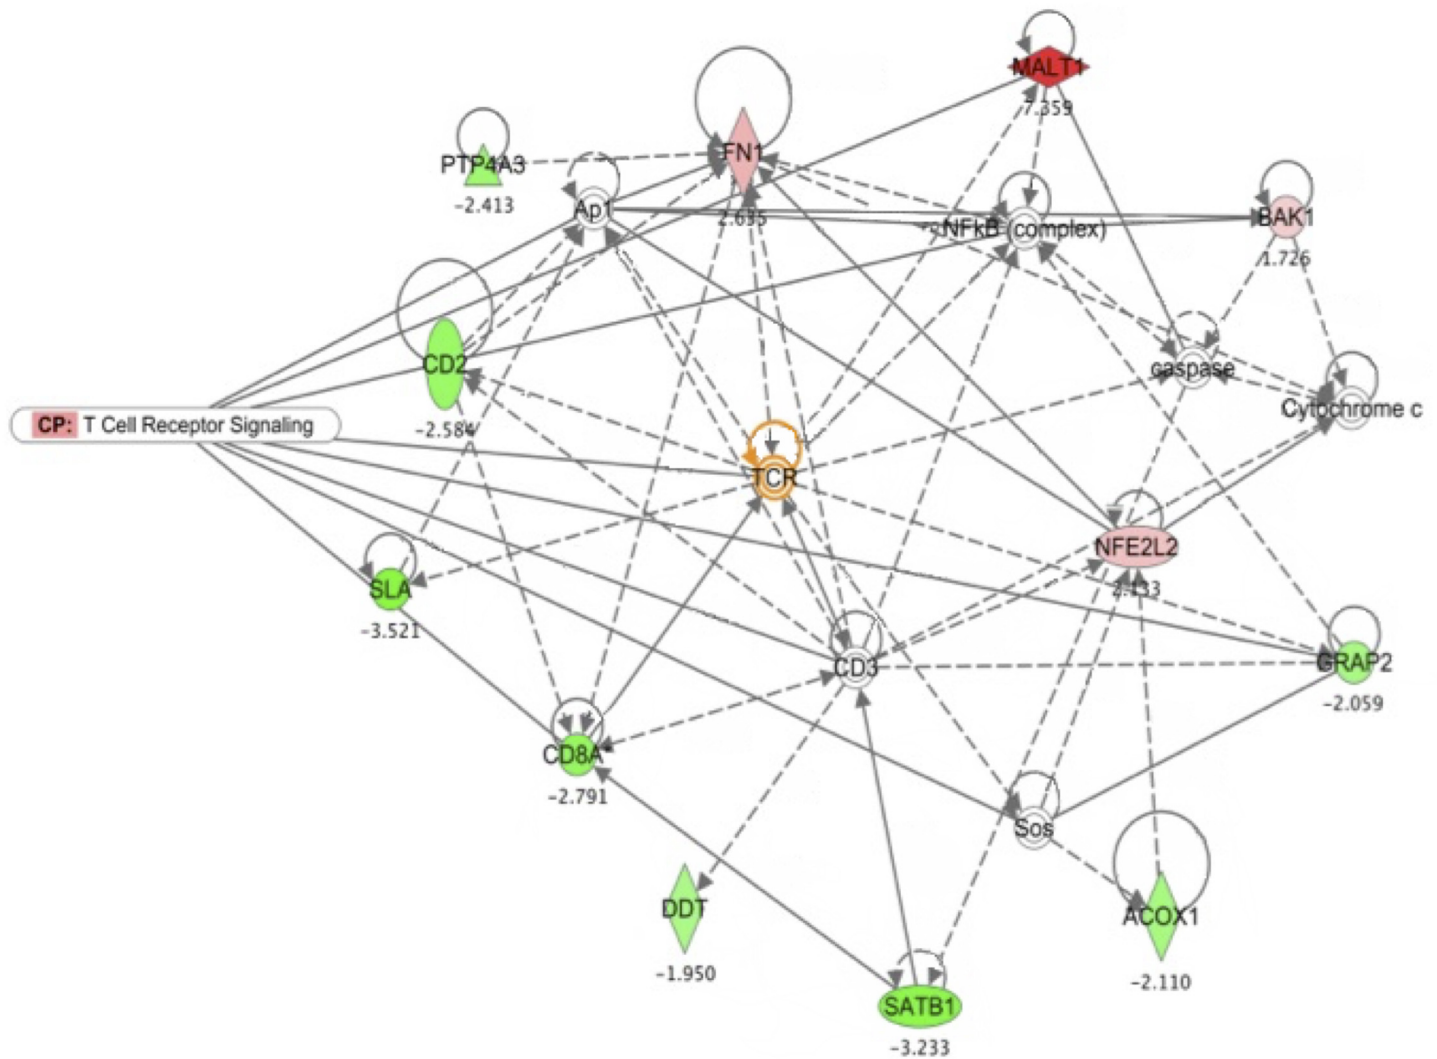 MALT1
7.359
FN1
2.635
PTP4A3
-2.413
Ap1
NFkB (complex)
BAK1
1.726
CD2
-2.584
caspase
Cytochrome c
CP: T Cell Receptor Signaling
TCR
NFE2L2
2.133
SLA
-3.521
CD3
GRAP2
-2.059
CD8A*
-2.791
Sos
DDT
-1.950
ACOX1
-2.110
SATB1
-3.233